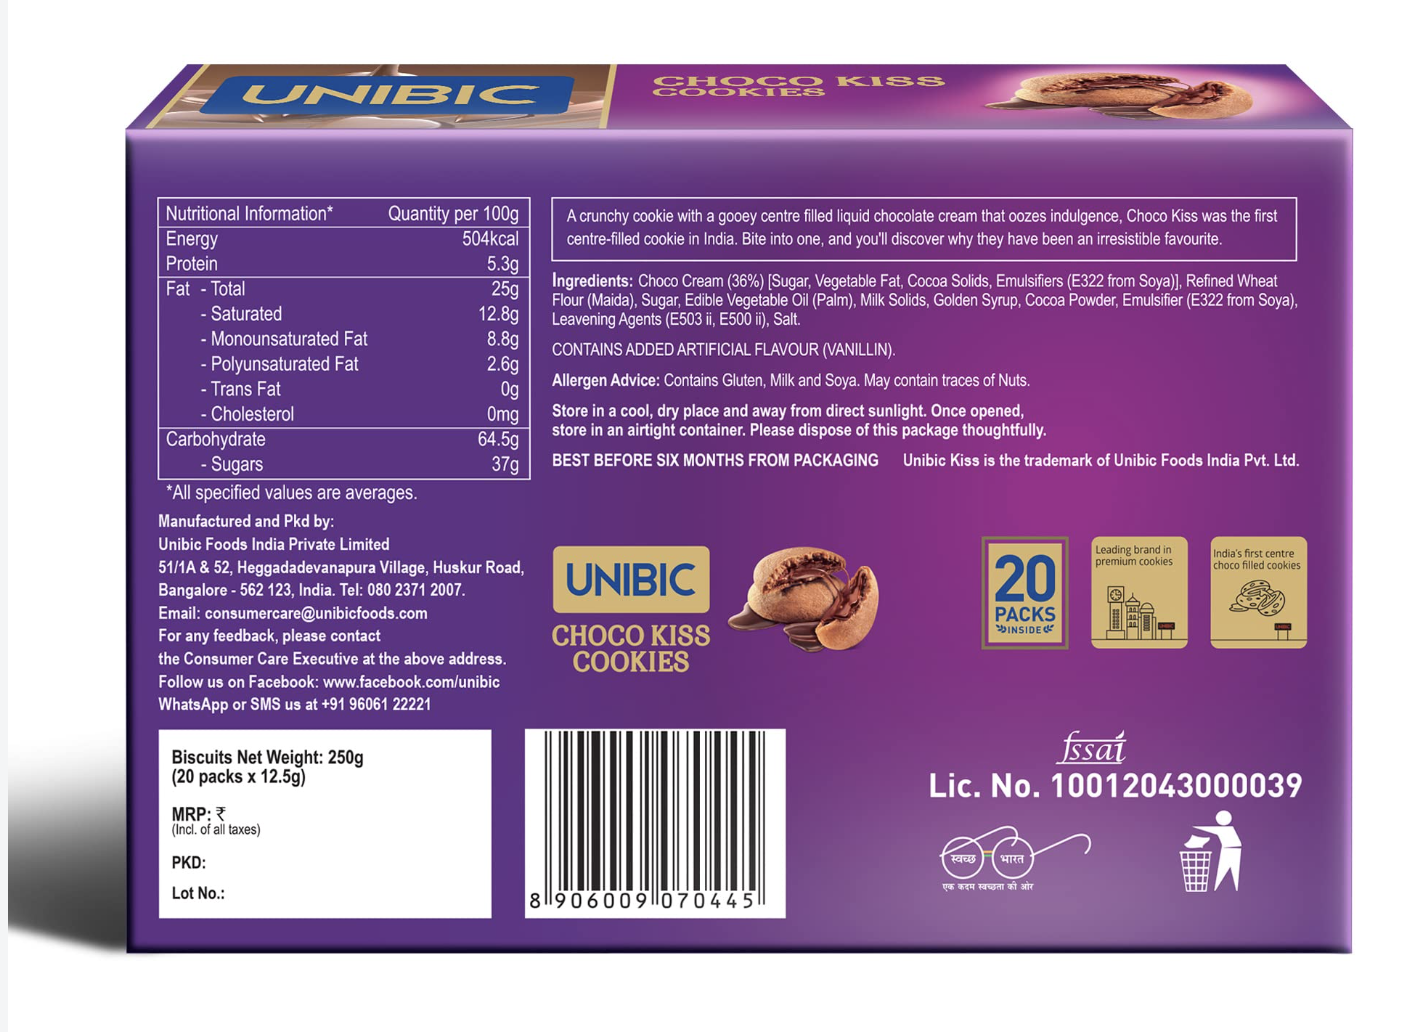 UNIBIC
CHOCO KISS
COOKIES
Nutritional Information* Quantity per 100g
Energy 504kcal
Protein 5.3g
Fat - Total 25g
- Saturated 12.8g
- Monounsaturated Fat 8.8g
- Polyunsaturated Fat 2.6g
- Trans Fat 0g
- Cholesterol 0mg
Carbohydrate 64.5g
- Sugars 37g
*All specified values are averages.
Manufactured and Pkd by:
Unibic Foods India Private Limited
51/1A & 52, Heggadadevanapura Village, Huskur Road,
Bangalore - 562 123, India. Tel: 080 2371 2007.
Email: consumercare@unibicfoods.com
For any feedback, please contact
the Consumer Care Executive at the above address.
Follow us on Facebook: www.facebook.com/unibic
WhatsApp or SMS us at +91 96061 22221
Biscuits Net Weight: 250g
(20 packs x 12.5g)
MRP: ₹
(Incl. of all taxes)
PKD:
Lot No.:
A crunchy cookie with a gooey centre filled liquid chocolate cream that oozes indulgence, Choco Kiss was the first
centre-filled cookie in India. Bite into one, and you'll discover why they have been an irresistible favourite.
Ingredients: Choco Cream (36%) [Sugar, Vegetable Fat, Cocoa Solids, Emulsifiers (E322 from Soya)], Refined Wheat
Flour (Maida), Sugar, Edible Vegetable Oil (Palm), Milk Solids, Golden Syrup, Cocoa Powder, Emulsifier (E322 from Soya),
Leavening Agents (E503 ii, E500 ii), Salt.
CONTAINS ADDED ARTIFICIAL FLAVOUR (VANILLIN).
Allergen Advice: Contains Gluten, Milk and Soya. May contain traces of Nuts.
Store in a cool, dry place and away from direct sunlight. Once opened,
store in an airtight container. Please dispose of this package thoughtfully.
BEST BEFORE SIX MONTHS FROM PACKAGING Unibic Kiss is the trademark of Unibic Foods India Pvt. Ltd.
UNIBIC
CHOCO KISS
COOKIES
20
PACKS
INSIDE
Leading brand in
premium cookies
UNIBIC
India's first centre
choco filled cookies
UNIBIC
8 906009 070445
fssai
Lic. No. 10012043000039
स्वच्छ भारत
एक कदम स्वच्छता की ओर